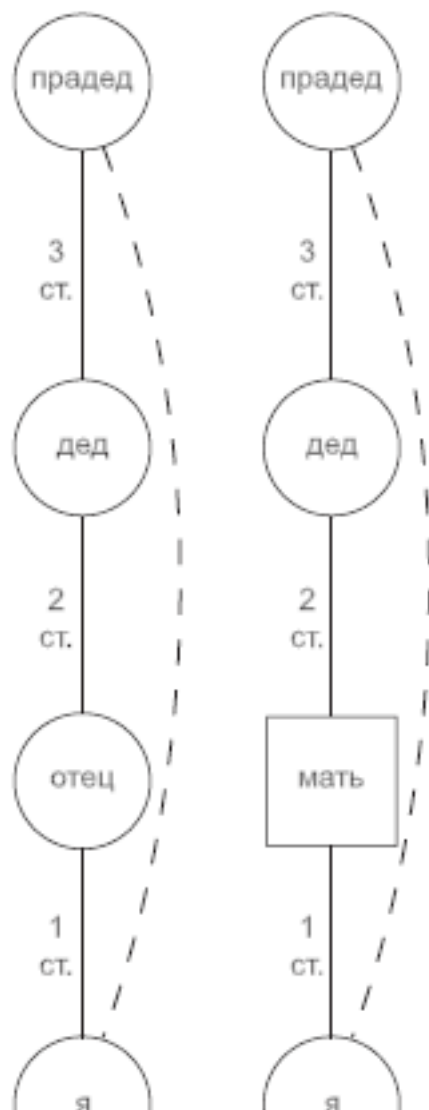 прадед
3
ст.
дед
2
ст.
отец
1
ст.
я
прадед
3
ст.
дед
2
ст.
мать
1
ст.
я